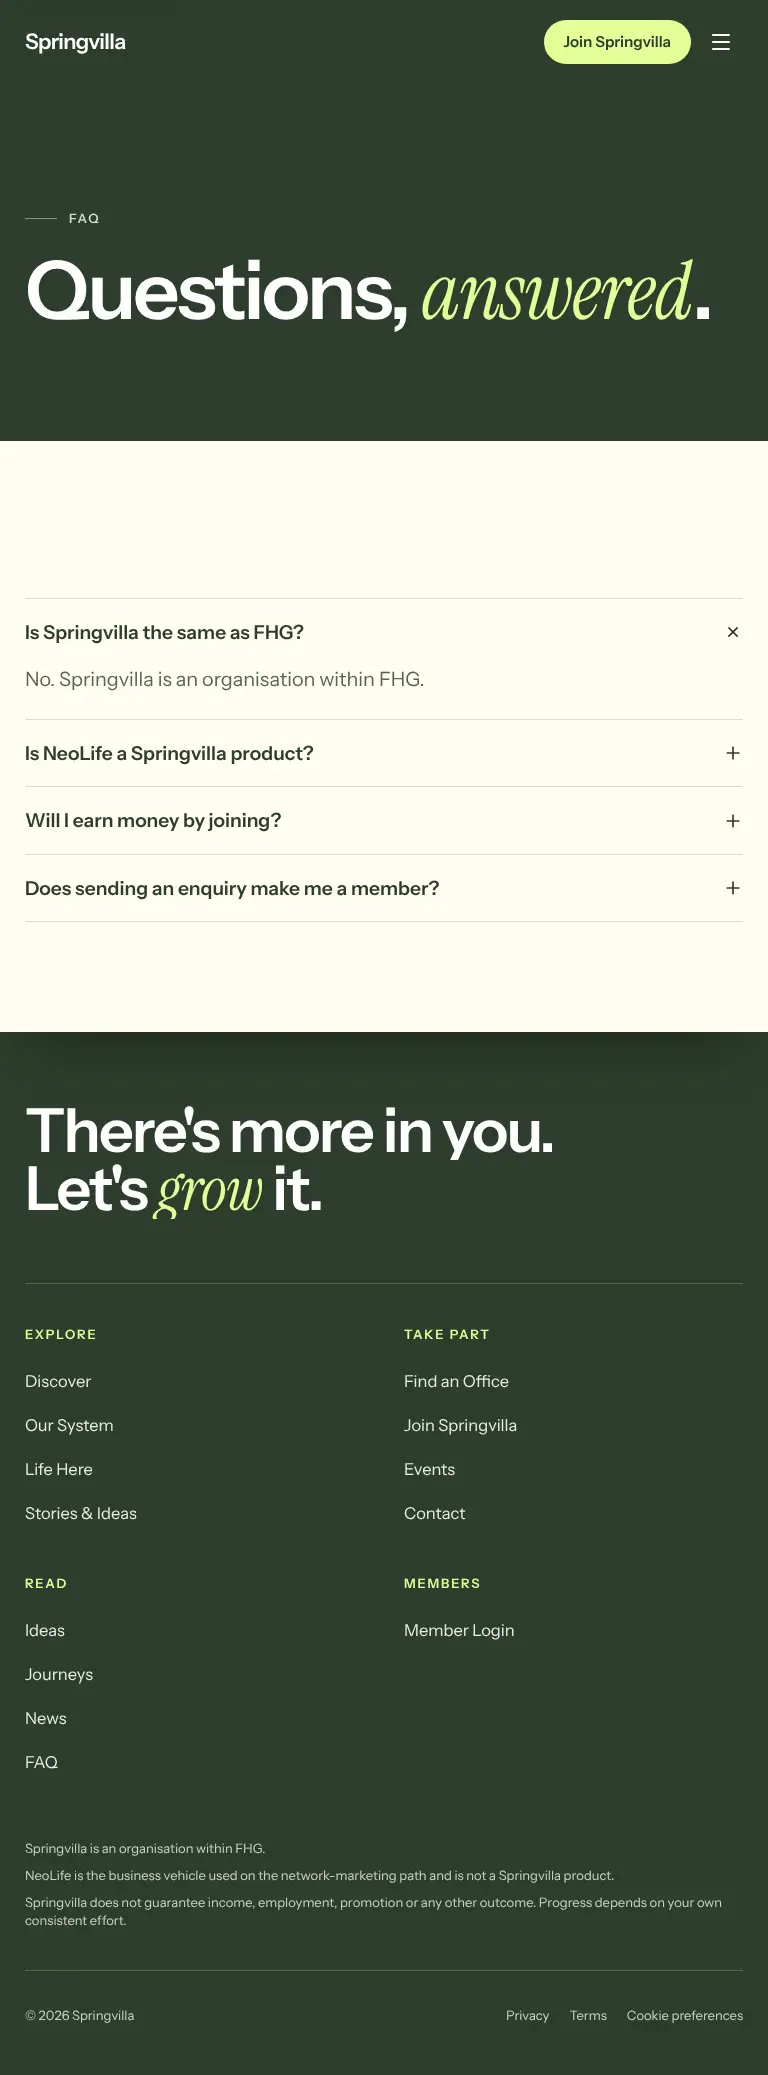 Springvilla
Join Springvilla
FAQ
Questions, answered.
Is Springvilla the same as FHG?
No. Springvilla is an organisation within FHG.
Is NeoLife a Springvilla product?
Will I earn money by joining?
Does sending an enquiry make me a member?
There's more in you.
Let's grow it.
EXPLORE
Discover
Our System
Life Here
Stories & Ideas
TAKE PART
Find an Office
Join Springvilla
Events
Contact
READ
Ideas
Journeys
News
FAQ
MEMBERS
Member Login
Springvilla is an organisation within FHG.
NeoLife is the business vehicle used on the network-marketing path and is not a Springvilla product.
Springvilla does not guarantee income, employment, promotion or any other outcome. Progress depends on your own
consistent effort.
© 2026 Springvilla
Privacy Terms Cookie preferences